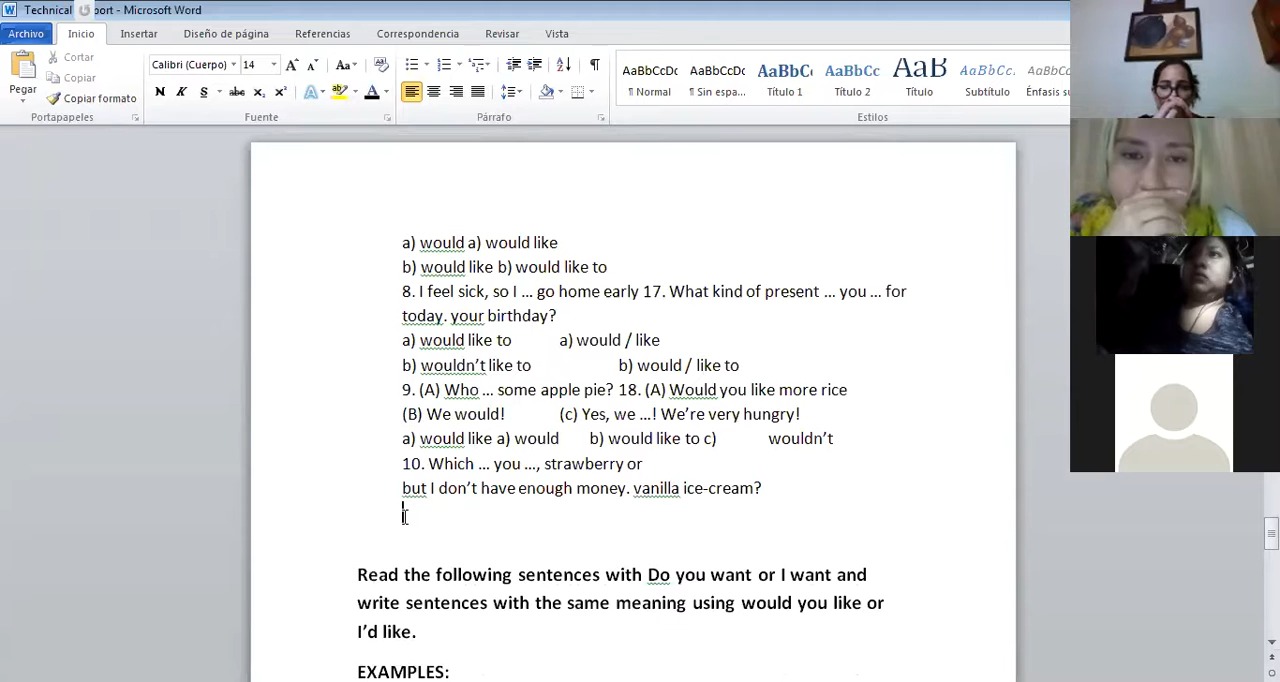 Technical port - Microsoft Word
Archivo Inicio Insertar Diseño de página Referencias Correspondencia Revisar Vista
Pegar
Cortar
Copiar
Copiar formato
Portapapeles
Calibri (Cuerpo) 14
Aa
N K S abc x₂ x² A A
Fuente
Párrafo
AaBbCcDc
¶ Normal
AaBbCcDc
¶ Sin espa...
AaBbC
Título 1
AaBbCc
Título 2
AaB
Título
AaBbCc.
Subtítulo
AaBbCcDc
Énfasis su
Estilos
a) would a) would like
b) would like b) would like to
8. I feel sick, so I … go home early 17. What kind of present … you … for
today. your birthday?
a) would like to a) would / like
b) wouldn’t like to b) would / like to
9. (A) Who … some apple pie? 18. (A) Would you like more rice
(B) We would! (c) Yes, we …! We’re very hungry!
a) would like a) would b) would like to c) wouldn’t
10. Which … you …, strawberry or
but I don’t have enough money. vanilla ice-cream?
Read the following sentences with Do you want or I want and
write sentences with the same meaning using would you like or
I’d like.
EXAMPLES: